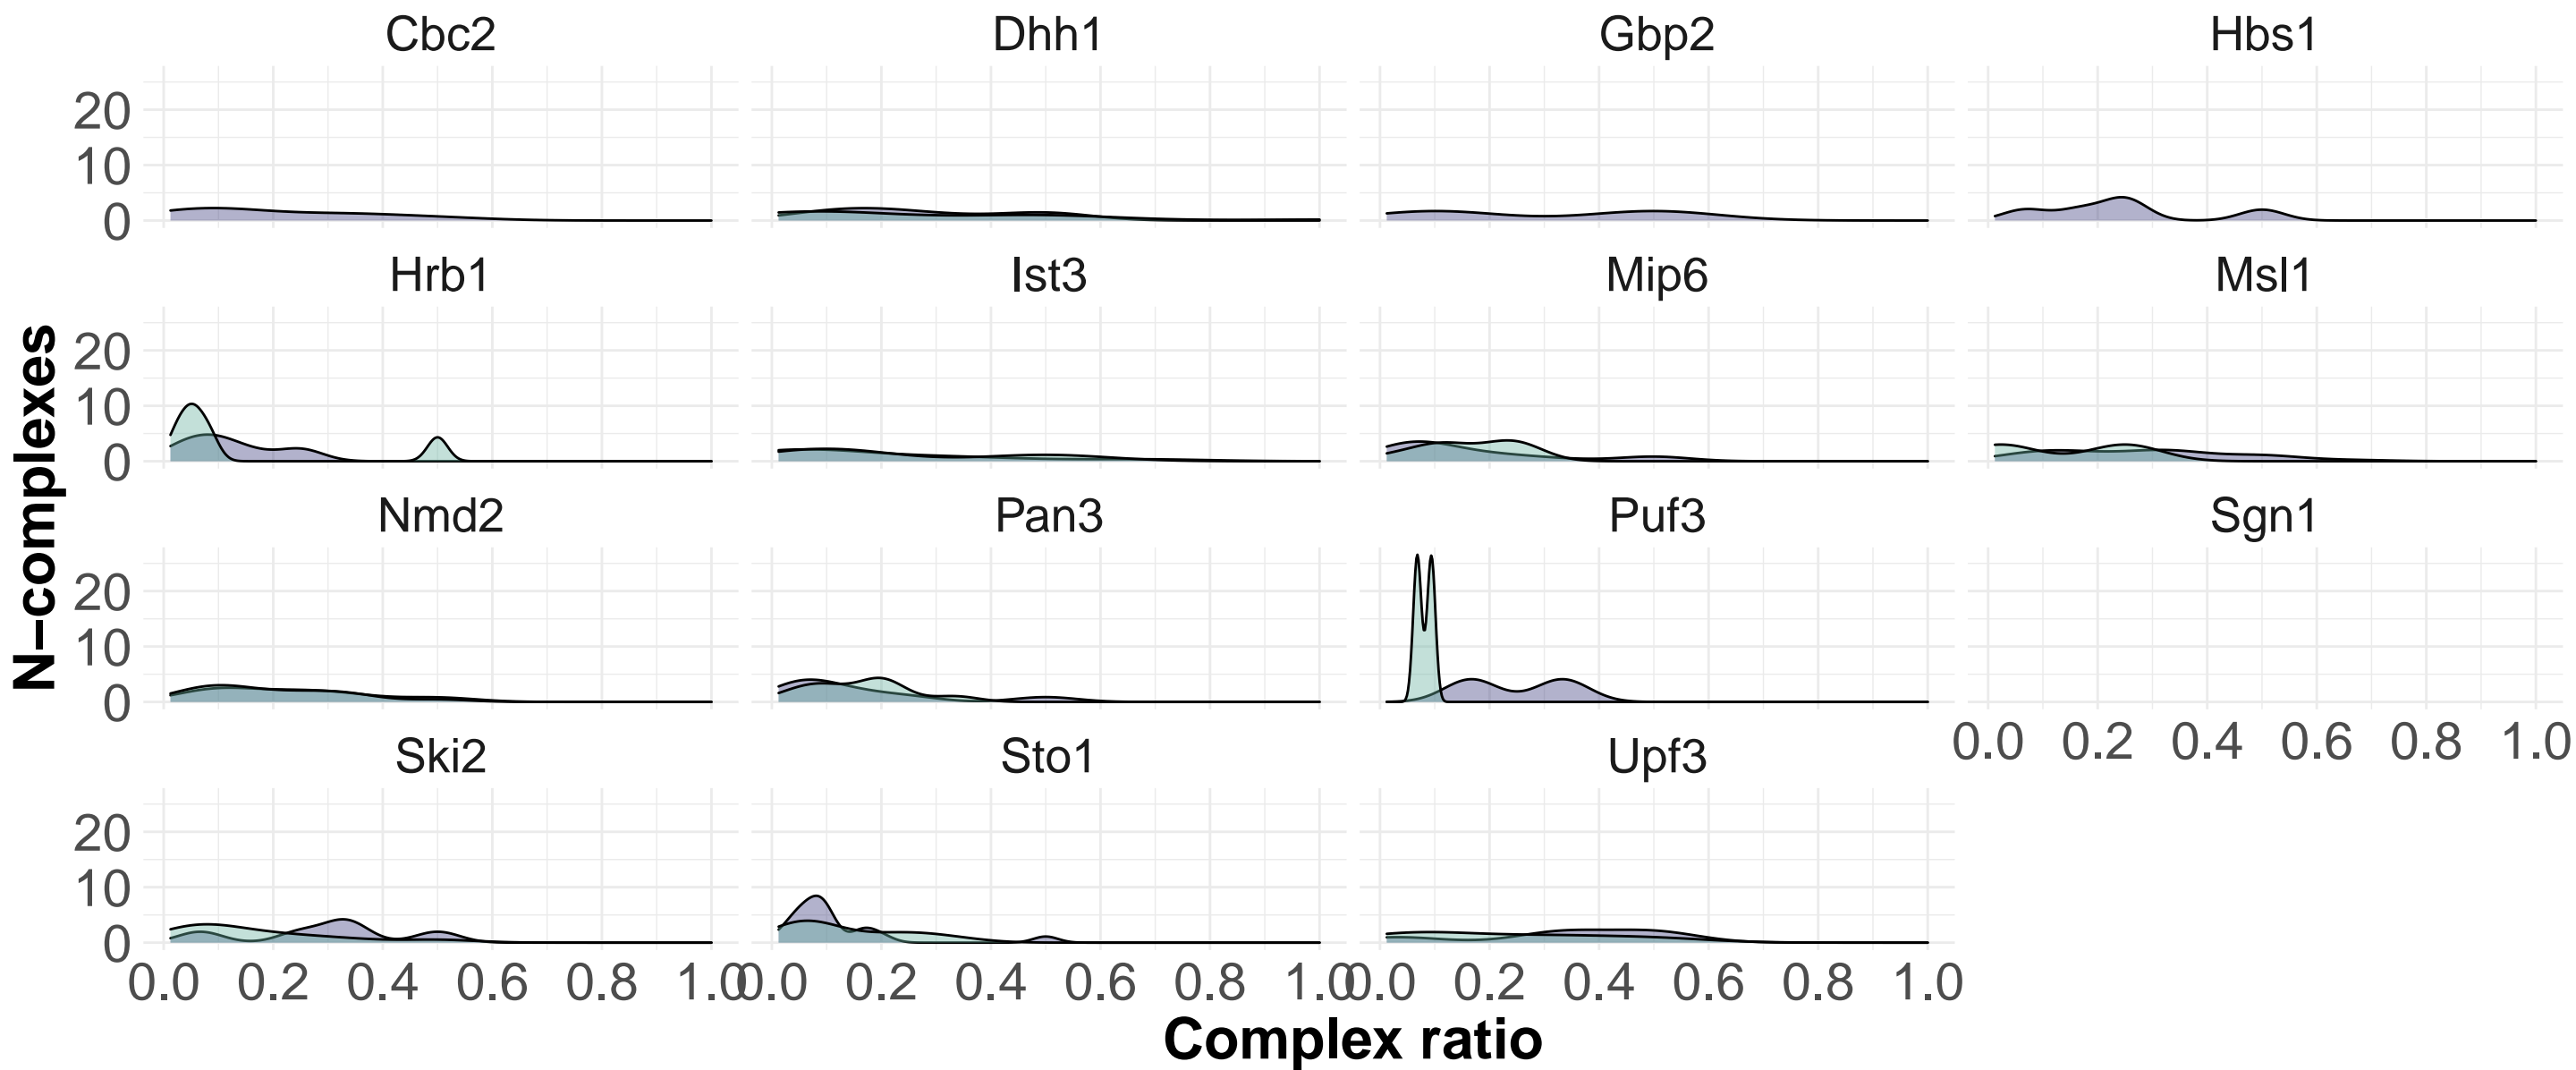 Cbc2 Dhh1 Gbp2 Hbs1
20
10
0
Hrb1 Ist3 Mip6 Msl1
20
10
0
Nmd2 Pan3 Puf3 Sgn1
20
10
0
0.0 0.2 0.4 0.6 0.8 1.0
Ski2 Sto1 Upf3
20
10
0
0.0 0.2 0.4 0.6 0.8 1.0 0.0 0.2 0.4 0.6 0.8 1.0 0.0 0.2 0.4 0.6 0.8 1.0
Complex ratio
N−complexes